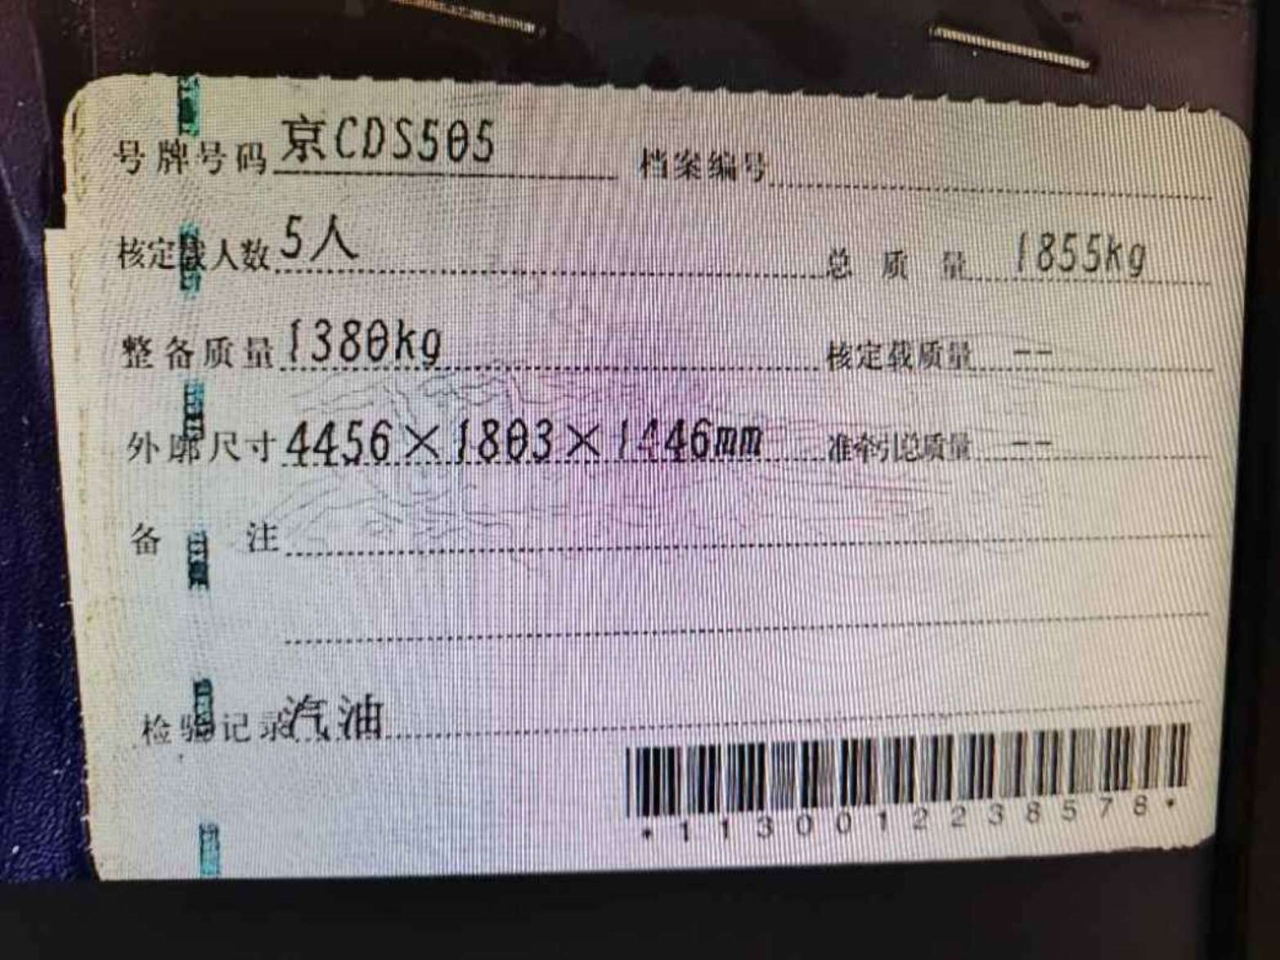 号牌号码 京CDS505 档案编号
核定载人数 5人 总质量 1855kg
整备质量 1380kg 核定载质量 --
外廓尺寸 4456×1803×1446mm 准牵引总质量 --
备注
检验记录 汽油
*1130012238578*